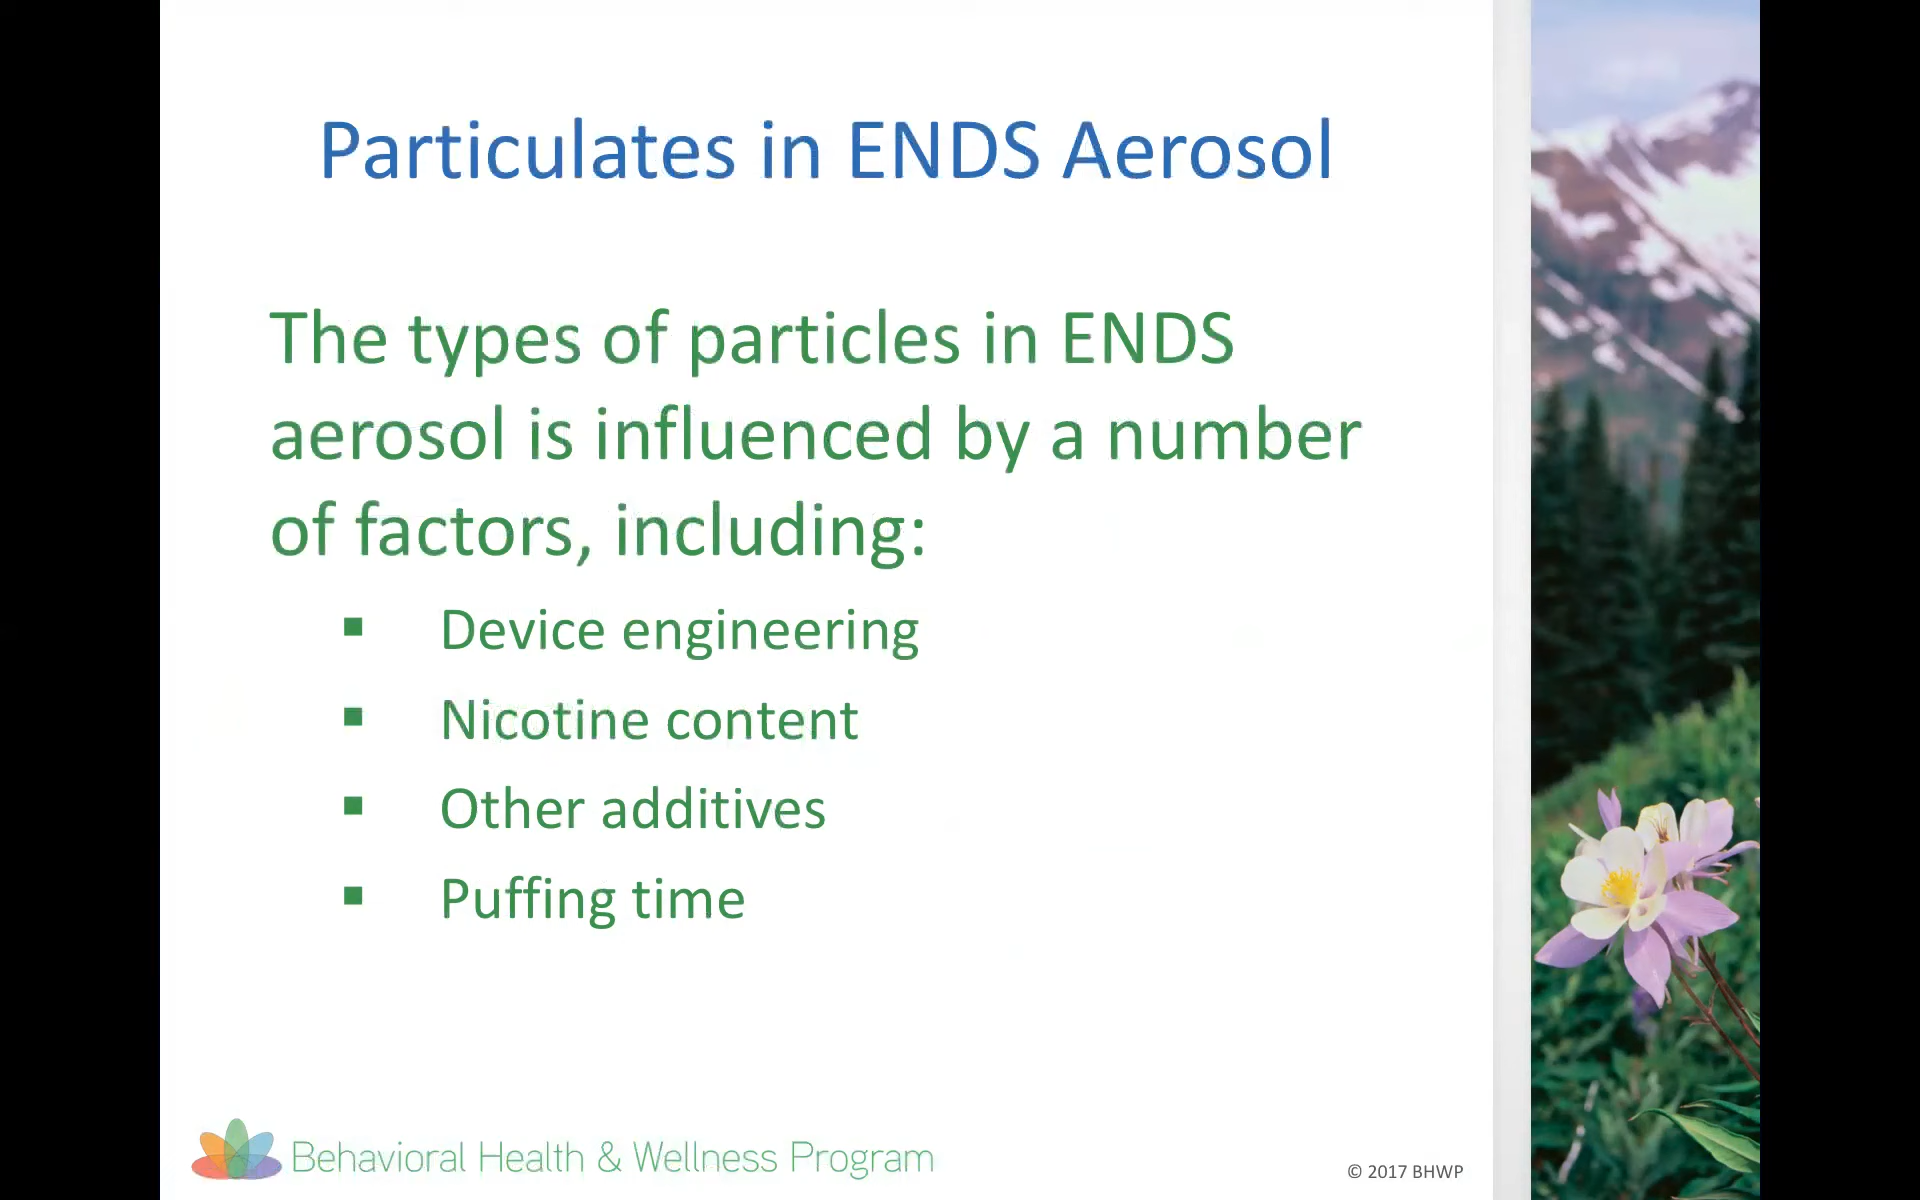 Particulates in ENDS Aerosol
The types of particles in ENDS
aerosol is influenced by a number
of factors, including:
▪ Device engineering
▪ Nicotine content
▪ Other additives
▪ Puffing time
Behavioral Health & Wellness Program
© 2017 BHWP